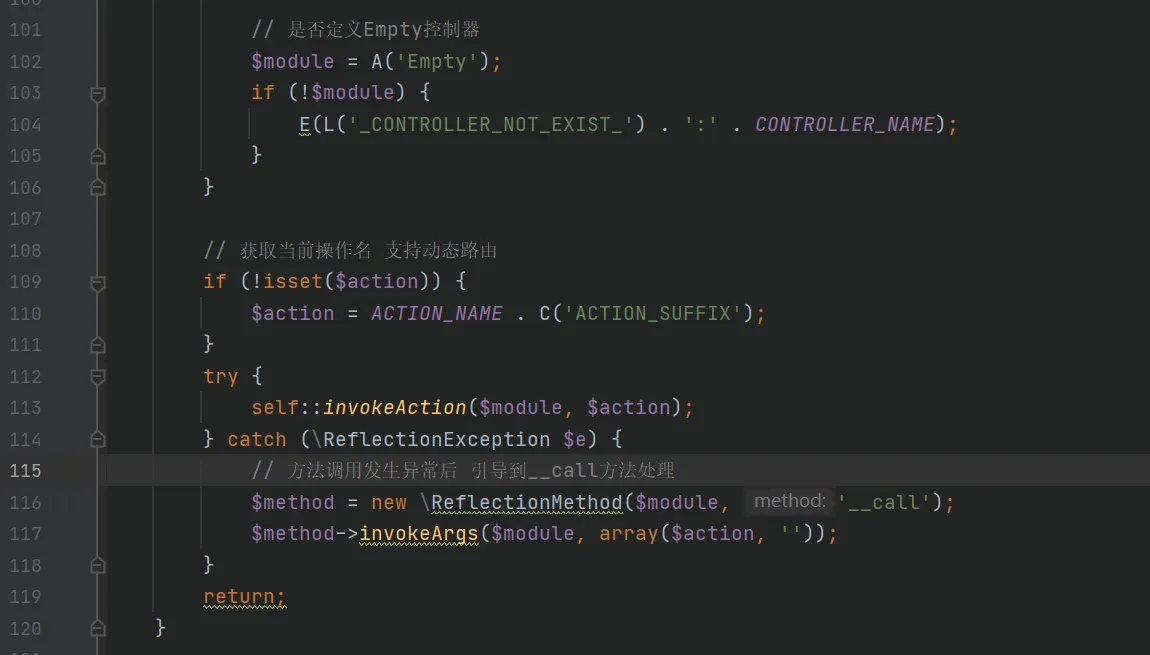 101 // 是否定义Empty控制器
102 $module = A('Empty');
103 if (!$module) {
104 E(L('_CONTROLLER_NOT_EXIST_') . ':' . CONTROLLER_NAME);
105 }
106 }
107
108 // 获取当前操作名 支持动态路由
109 if (!isset($action)) {
110 $action = ACTION_NAME . C('ACTION_SUFFIX');
111 }
112 try {
113 self::invokeAction($module, $action);
114 } catch (\ReflectionException $e) {
115 // 方法调用发生异常后 引导到__call方法处理
116 $method = new \ReflectionMethod($module, method: '__call');
117 $method->invokeArgs($module, array($action, ''));
118 }
119 return;
120 }